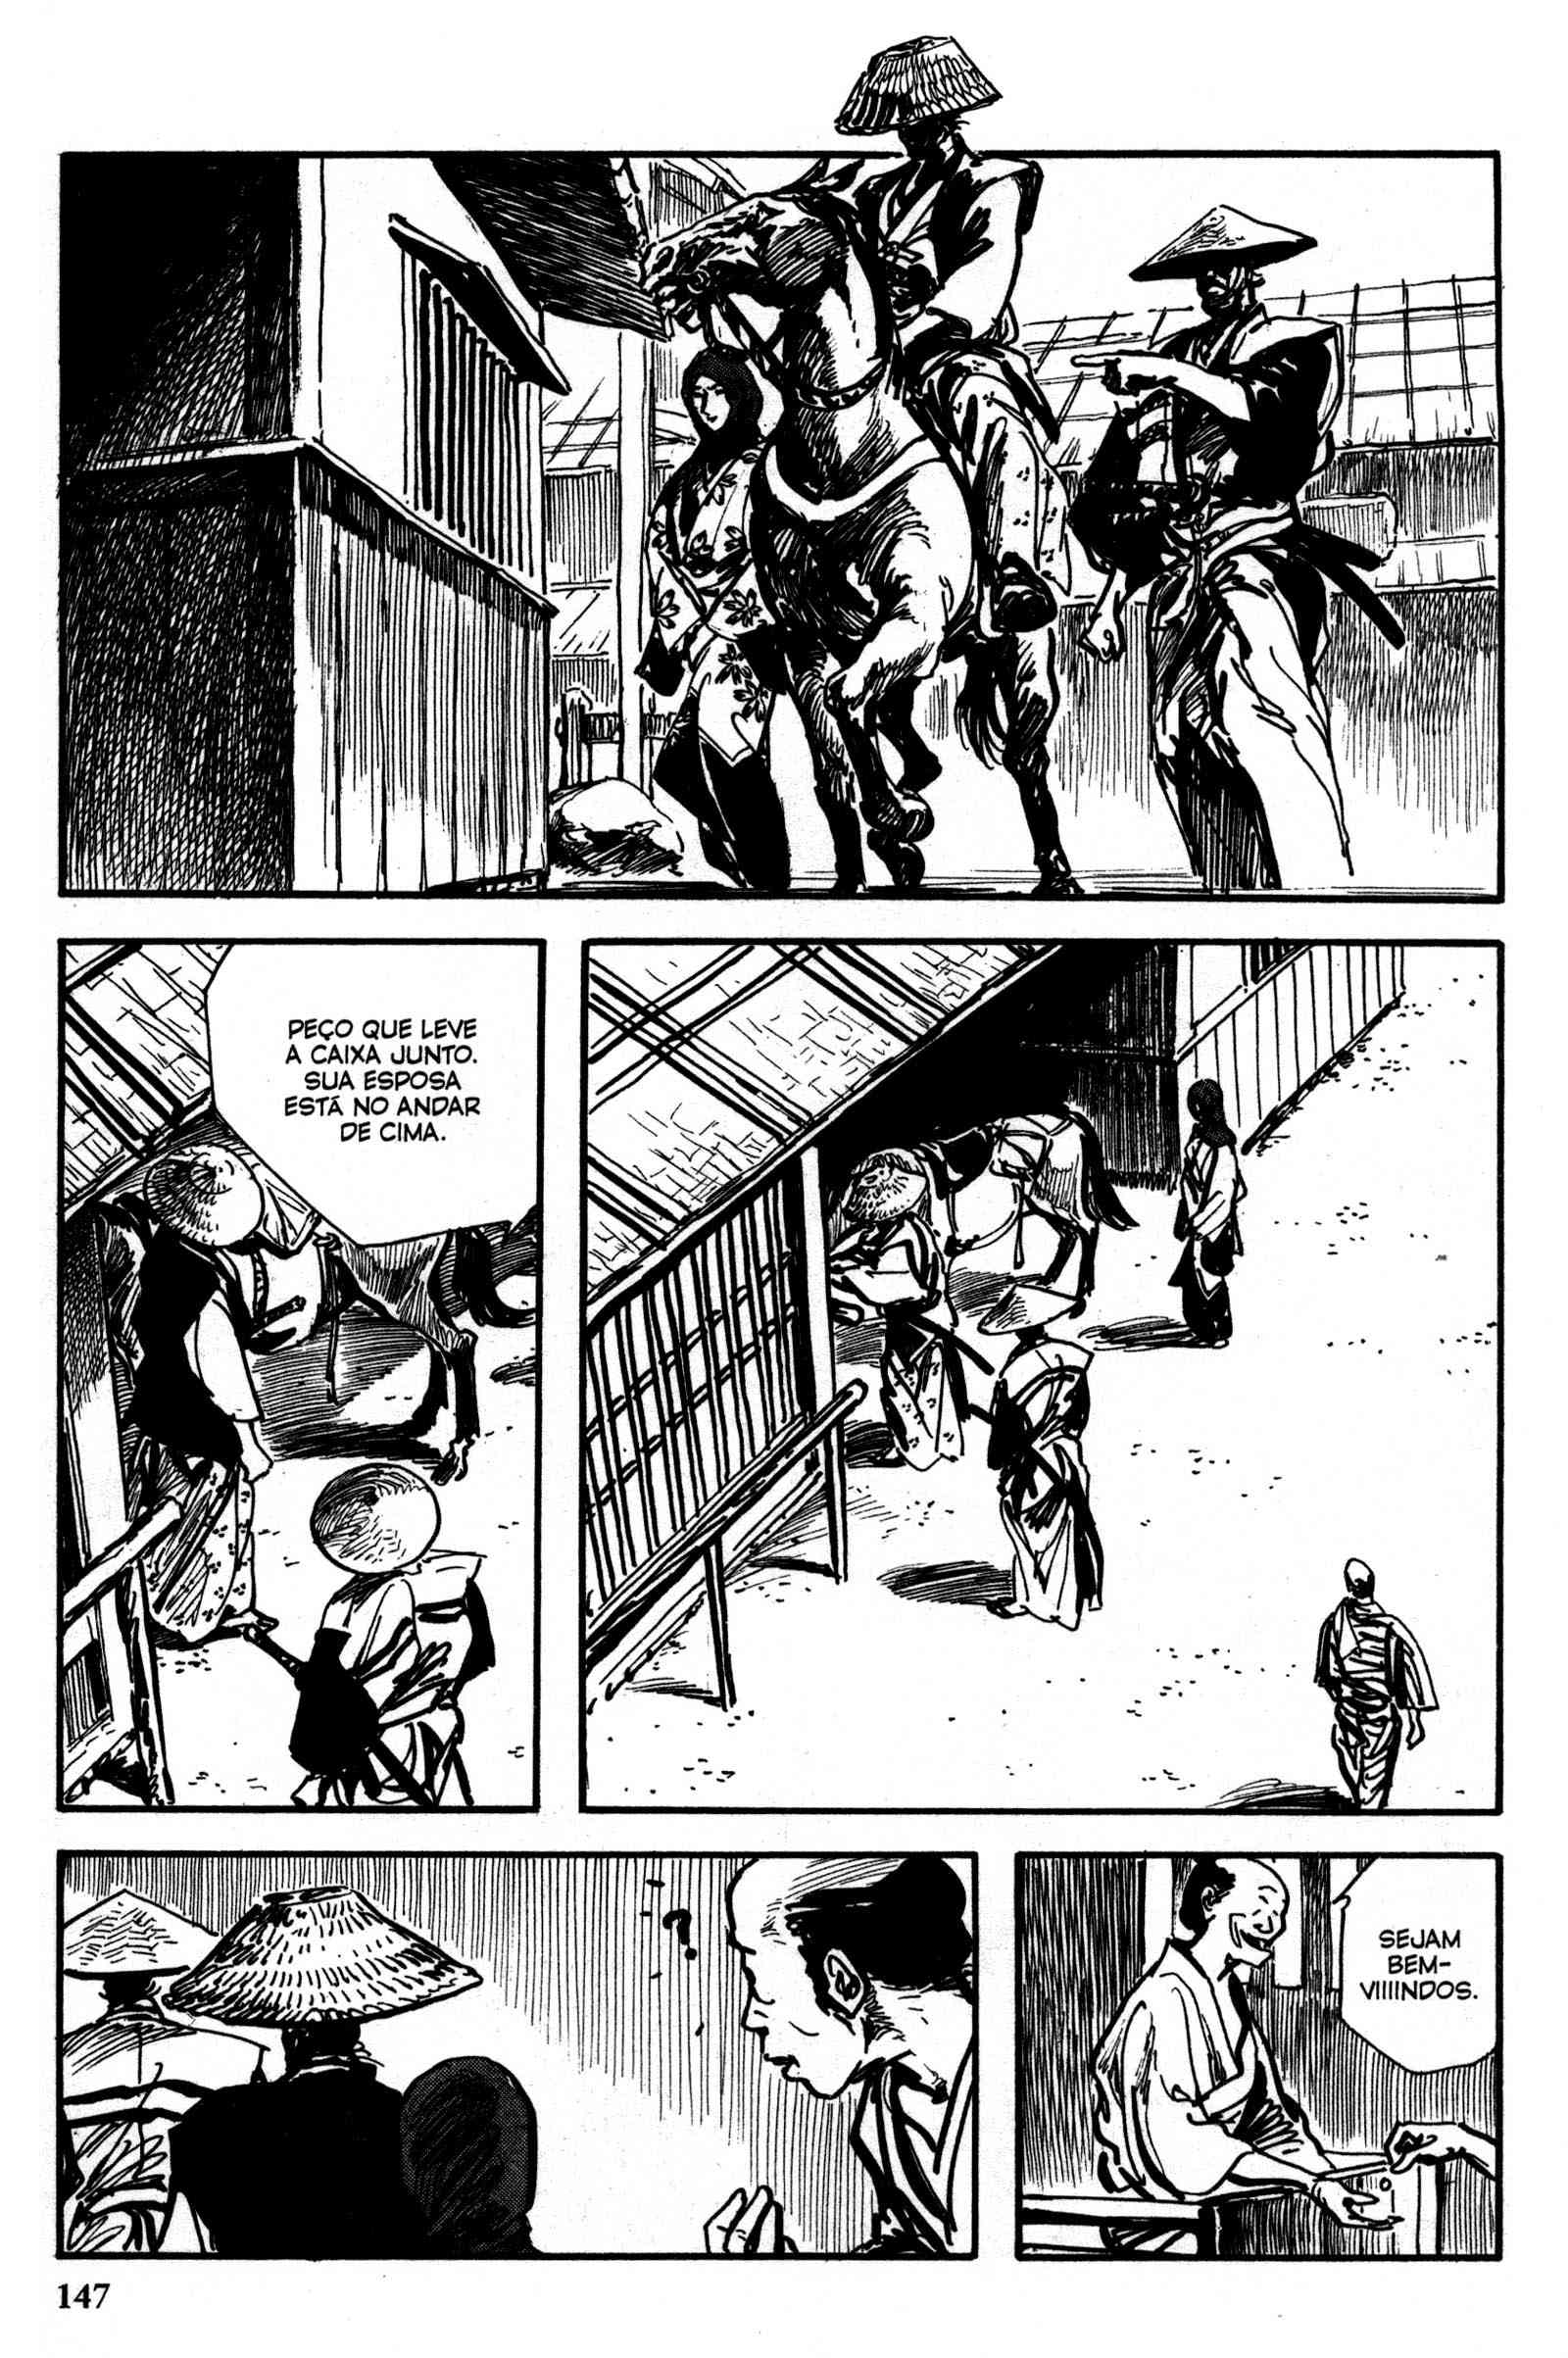 PEÇO QUE LEVE
A CAIXA JUNTO.
SUA ESPOSA
ESTÁ NO ANDAR
DE CIMA.
?
SEJAM
BEM-
VIIIINDOS.
147